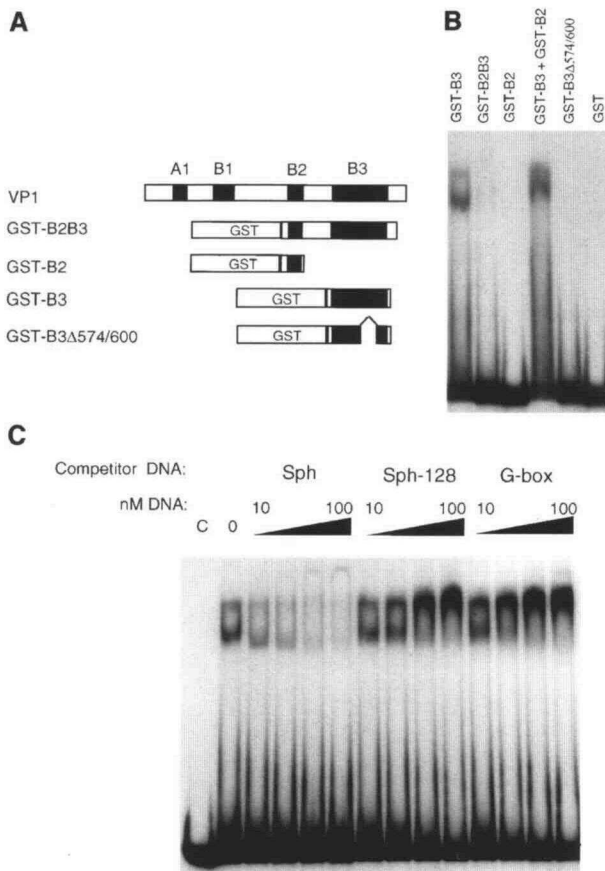 A
A1 B1 B2 B3
VP1
GST-B2B3
GST
GST-B2
GST
GST-B3
GST
GST-B3Δ574/600
GST
B
GST-B3
GST-B2B3
GST-B2
GST-B3 + GST-B2
GST-B3Δ574/600
GST
C
Competitor DNA: Sph Sph-128 G-box
nM DNA: 10 100 10 100 10 100
C 0